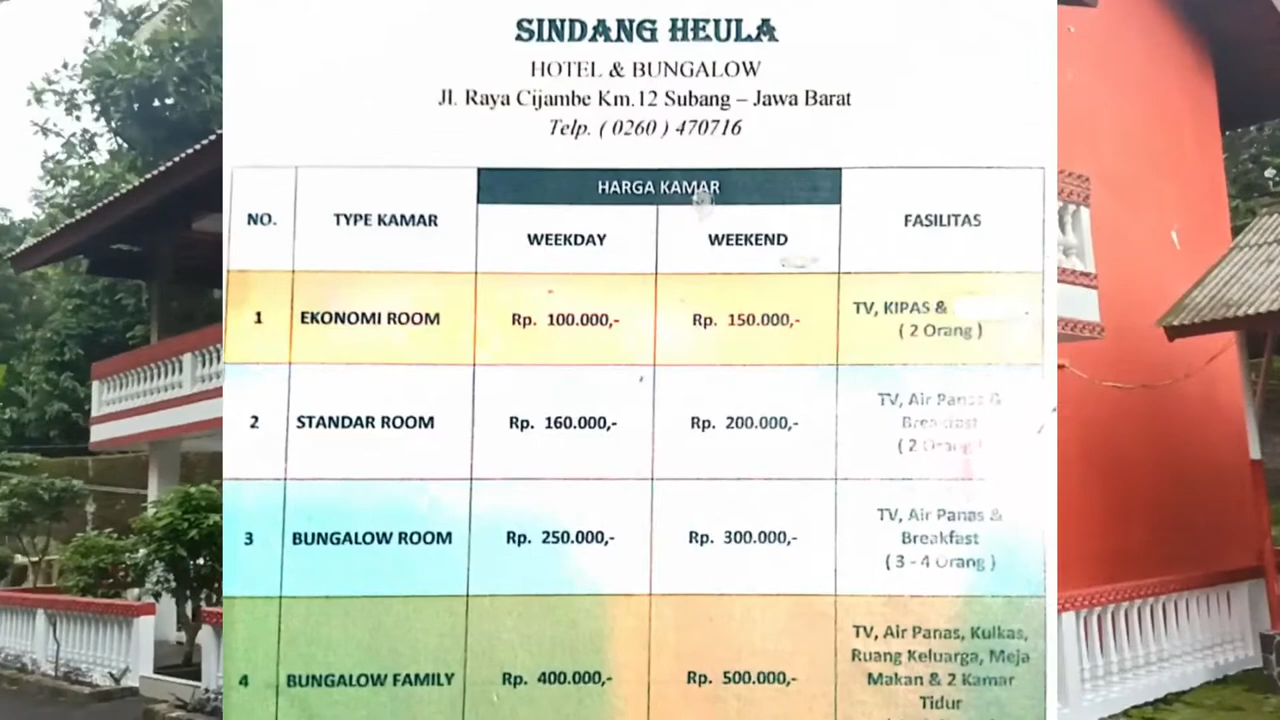 SINDANG HEULA
HOTEL & BUNGALOW
Jl. Raya Cijambe Km.12 Subang – Jawa Barat
Telp. ( 0260 ) 470716
NO.
TYPE KAMAR
HARGA KAMAR
WEEKDAY
WEEKEND
FASILITAS
1
EKONOMI ROOM
Rp. 100.000,-
Rp. 150.000,-
TV, KIPAS &
( 2 Orang )
2
STANDAR ROOM
Rp. 160.000,-
Rp. 200.000,-
TV, Air Panas &
Breakfast
( 2 Orang )
3
BUNGALOW ROOM
Rp. 250.000,-
Rp. 300.000,-
TV, Air Panas &
Breakfast
( 3 - 4 Orang )
4
BUNGALOW FAMILY
Rp. 400.000,-
Rp. 500.000,-
TV, Air Panas, Kulkas,
Ruang Keluarga, Meja
Makan & 2 Kamar
Tidur